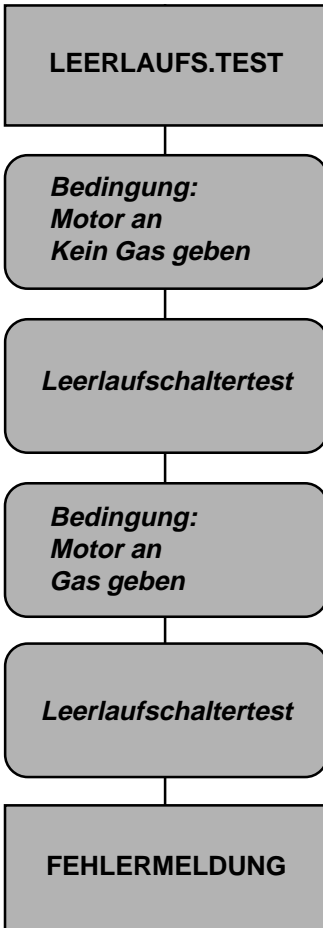 LEERLAUFS.TEST
Bedingung:
Motor an
Kein Gas geben
Leerlaufschaltertest
Bedingung:
Motor an
Gas geben
Leerlaufschaltertest
FEHLERMELDUNG